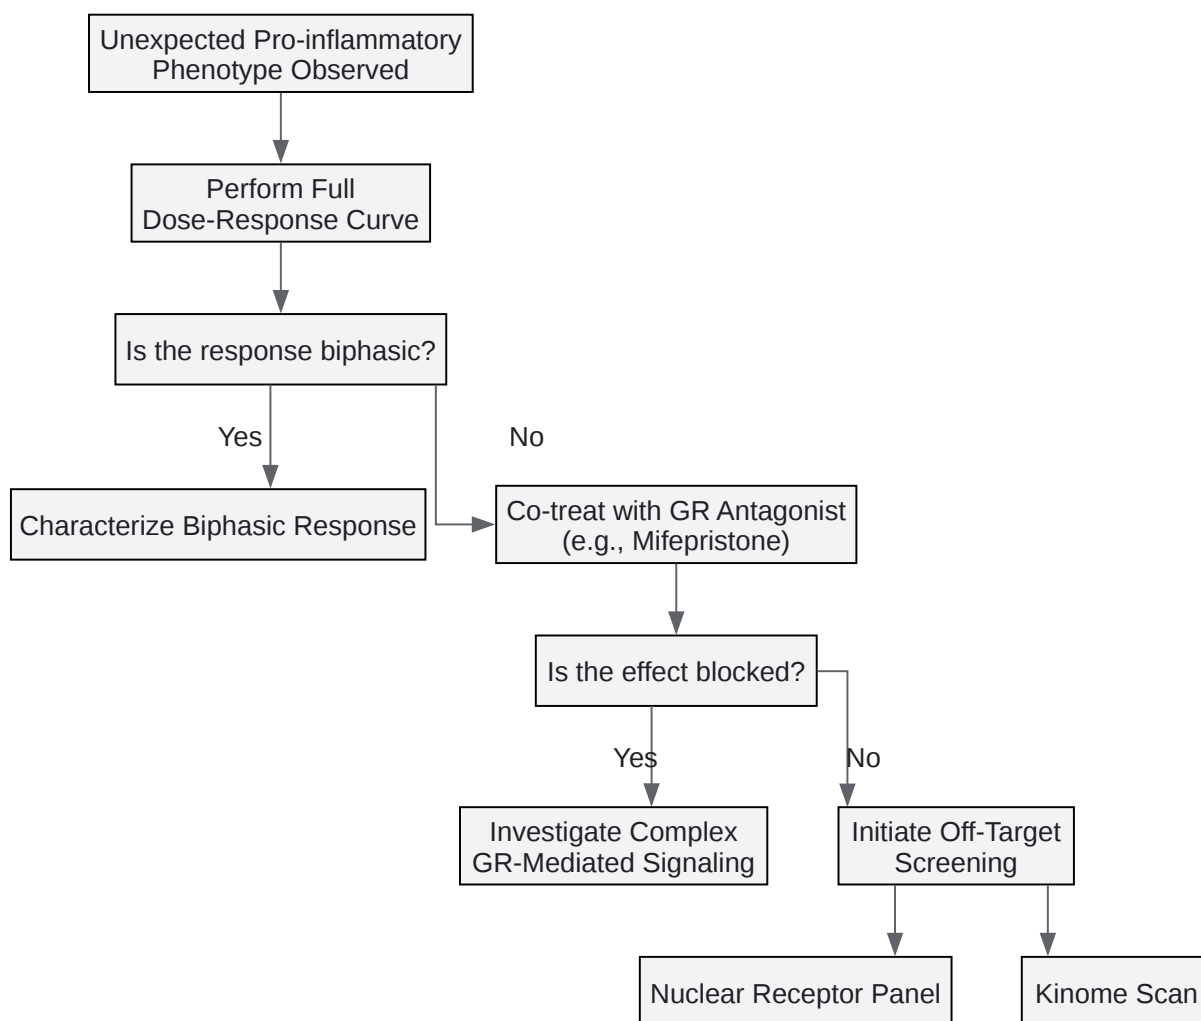 Unexpected Pro-inflammatory
Phenotype Observed
Perform Full
Dose-Response Curve
Is the response biphasic?
Yes
No
Characterize Biphasic Response
Co-treat with GR Antagonist
(e.g., Mifepristone)
Is the effect blocked?
Yes
No
Investigate Complex
GR-Mediated Signaling
Initiate Off-Target
Screening
Nuclear Receptor Panel
Kinome Scan